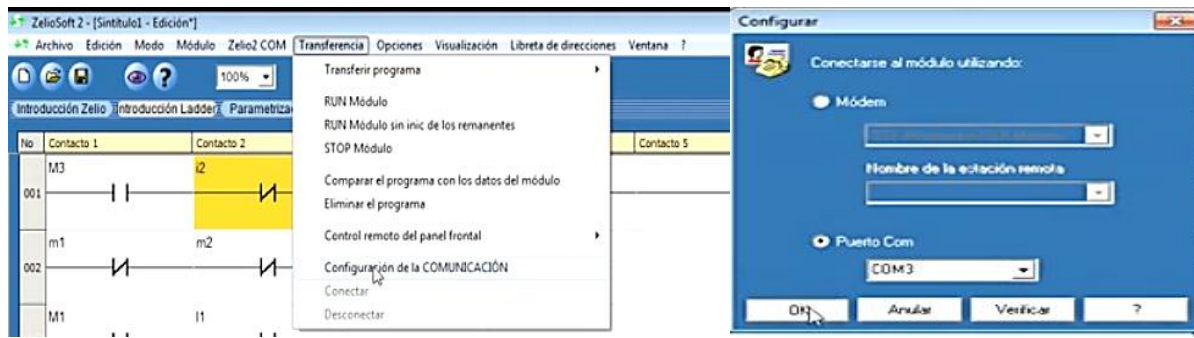 ZelioSoft 2 - [Sintítulo1 - Edición*]
Archivo Edición Modo Módulo Zelio2 COM Transferencia Opciones Visualización Libreta de direcciones Ventana ?
100%
Introducción Zelio Introducción Ladder
No Contacto 1 Contacto 2 Contacto 5
001 M3 i2
002 m1 m2
M1 I1
Transferir programa
RUN Módulo
RUN Módulo sin inic de los remanentes
STOP Módulo
Comparar el programa con los datos del módulo
Eliminar el programa
Control remoto del panel frontal
Configuración de la COMUNICACIÓN
Conectar
Desconectar
Configurar
Conectarse al módulo utilizando:
Módem
Nombre de la estación remota
Puerto Com
COM3
OK Anular Verificar ?